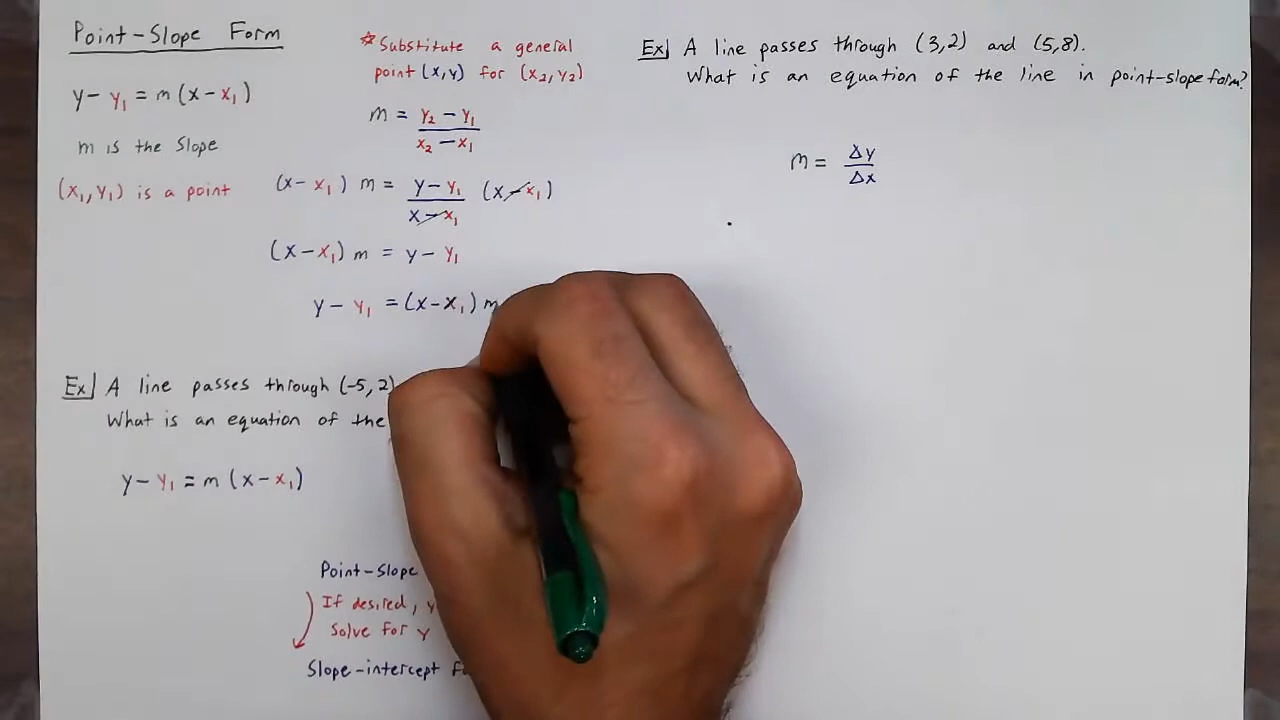 Point-Slope Form
y - y₁ = m (x - x₁)
m is the slope
(x₁, y₁) is a point
*Substitute a general
point (x,y) for (x₂, y₂)
m = y₂ - y₁
x₂ - x₁
(x - x₁) m = y - y₁ (x - x₁)
x - x₁
(x - x₁) m = y - y₁
y - y₁ = (x - x₁) m
Ex| A line passes through (-5, 2)
What is an equation of the
y - y₁ = m (x - x₁)
Point-Slope
If desired,
Solve for y
Slope-intercept
Ex| A line passes through (3,2) and (5,8).
What is an equation of the line in point-slope form?
m = Δy
Δx